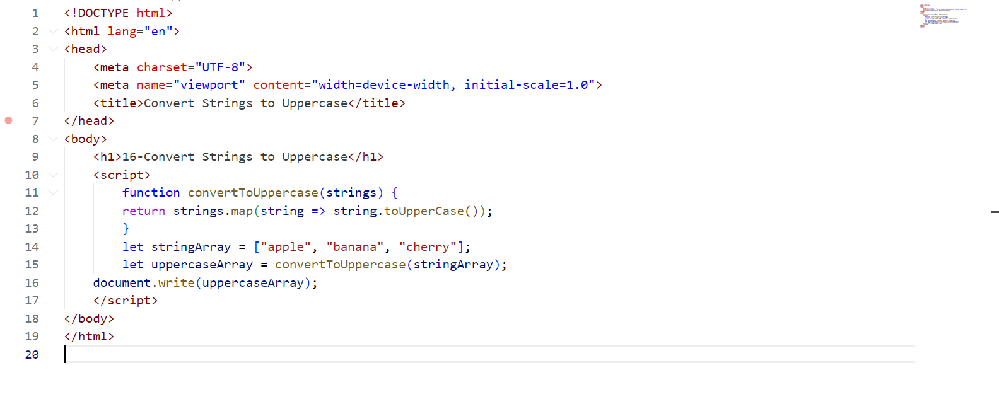 1 <!DOCTYPE html>
2 <html lang="en">
3 <head>
4     <meta charset="UTF-8">
5     <meta name="viewport" content="width=device-width, initial-scale=1.0">
6     <title>Convert Strings to Uppercase</title>
7 </head>
8 <body>
9     <h1>16-Convert Strings to Uppercase</h1>
10     <script>
11         function convertToUppercase(strings) {
12         return strings.map(string => string.toUpperCase());
13         }
14         let stringArray = ["apple", "banana", "cherry"];
15         let uppercaseArray = convertToUppercase(stringArray);
16     document.write(uppercaseArray);
17     </script>
18 </body>
19 </html>
20